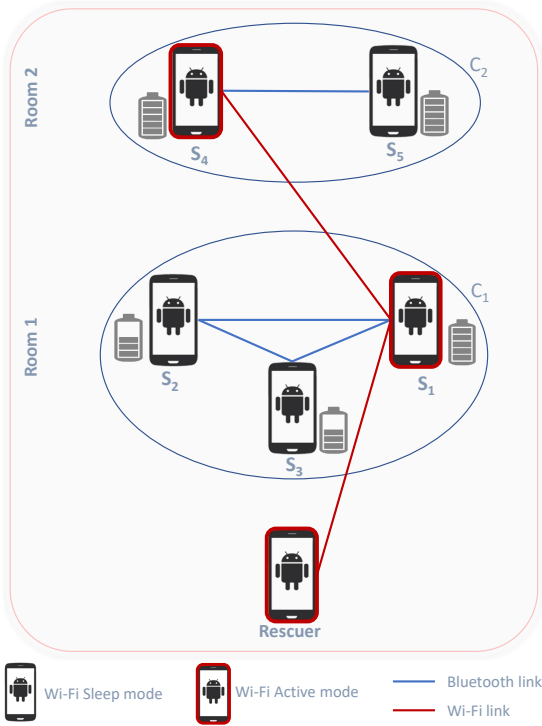 Room 2
C2
S4
S5
Room 1
C1
S2
S1
S3
Rescuer
Wi-Fi Sleep mode
Wi-Fi Active mode
Bluetooth link
Wi-Fi link